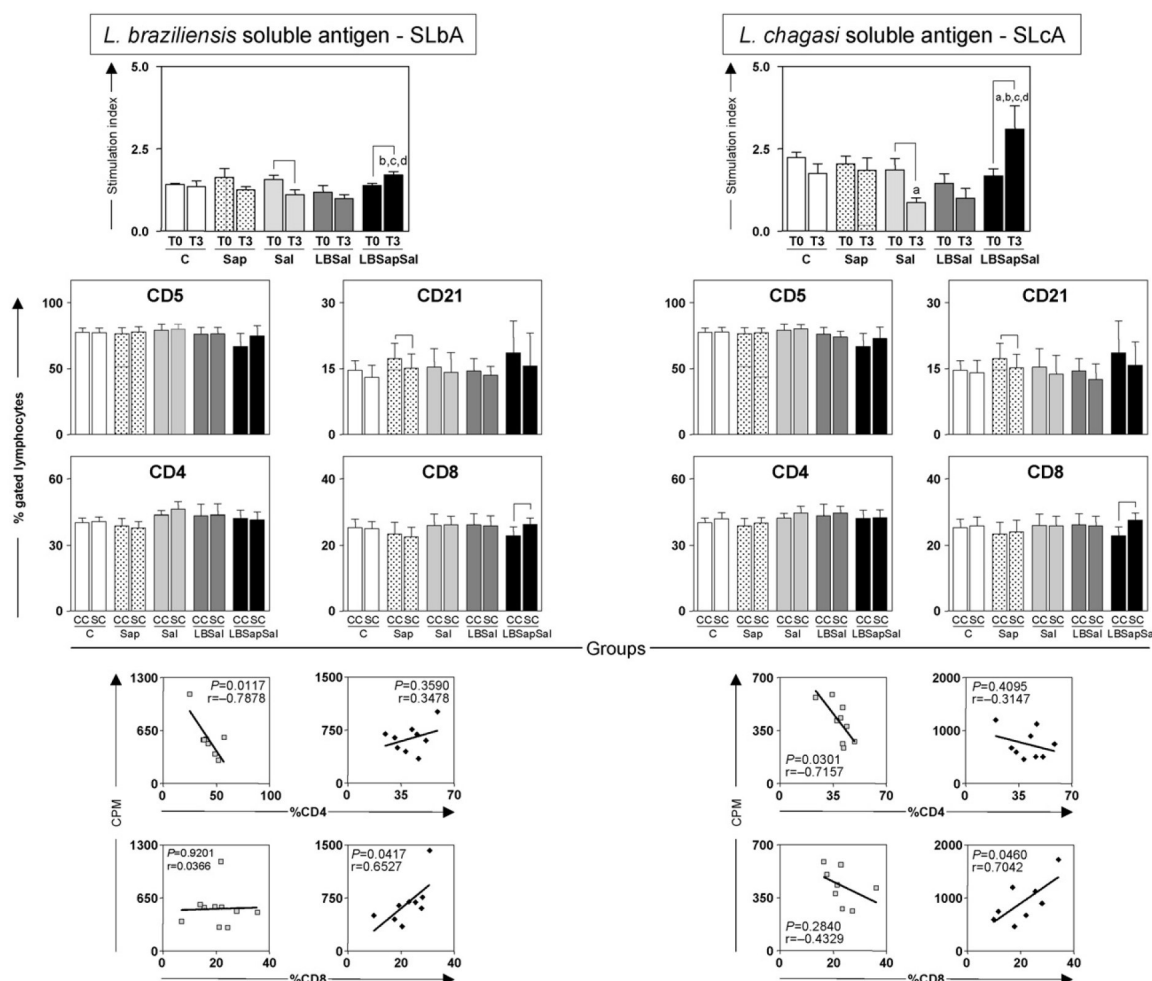 L. braziliensis soluble antigen - SLbA
Stimulation index
5.0
2.5
0.0
b,c,d
T0 T3 T0 T3 T0 T3 T0 T3 T0 T3
C Sap Sal LBSal LBSapSal
L. chagasi soluble antigen - SLcA
Stimulation index
5.0
2.5
0.0
a
a,b,c,d
T0 T3 T0 T3 T0 T3 T0 T3 T0 T3
C Sap Sal LBSal LBSapSal
% gated lymphocytes
CD5
100
50
0
CD21
30
15
0
CD5
100
50
0
CD21
30
15
0
CD4
60
30
0
CD8
40
20
0
CD4
60
30
0
CD8
40
20
0
CC SC CC SC CC SC CC SC CC SC
C Sap Sal LBSal LBSapSal
CC SC CC SC CC SC CC SC CC SC
C Sap Sal LBSal LBSapSal
CC SC CC SC CC SC CC SC CC SC
C Sap Sal LBSal LBSapSal
CC SC CC SC CC SC CC SC CC SC
C Sap Sal LBSal LBSapSal
Groups
CPM
1300
650
0
P=0.0117
r=–0.7878
0 50 100
1500
750
0
P=0.3590
r=0.3478
0 35 70
%CD4
CPM
700
350
0
P=0.0301
r=–0.7157
0 35 70
2000
1000
0
P=0.4095
r=–0.3147
0 35 70
%CD4
1300
650
0
P=0.9201
r=0.0366
0 20 40
1500
750
0
P=0.0417
r=0.6527
0 20 40
%CD8
700
350
0
P=0.2840
r=–0.4329
0 20 40
2000
1000
0
P=0.0460
r=0.7042
0 20 40
%CD8